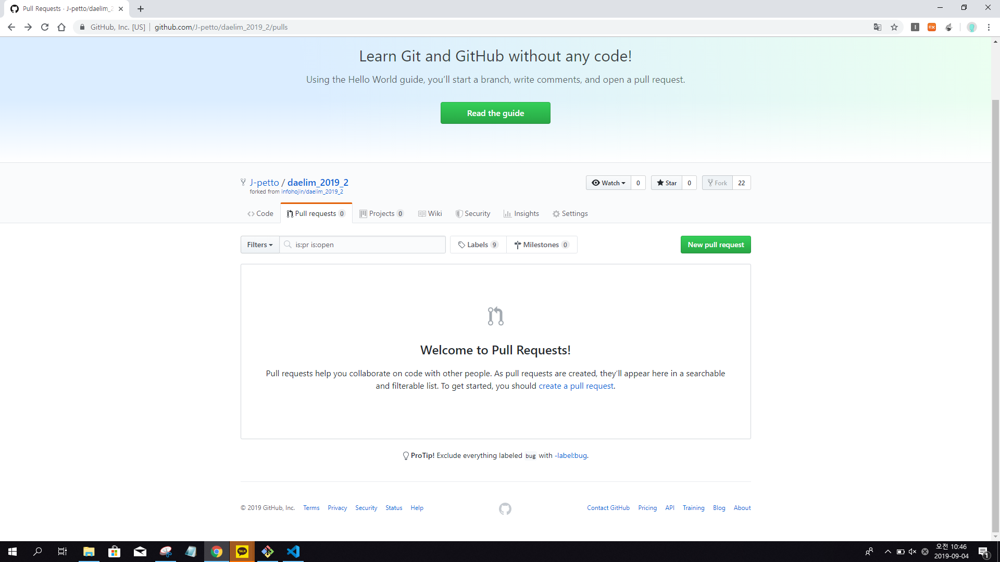 Pull Requests · J-petto/daelim_2
GitHub, Inc. [US] github.com/J-petto/daelim_2019_2/pulls
Learn Git and GitHub without any code!
Using the Hello World guide, you’ll start a branch, write comments, and open a pull request.
Read the guide
J-petto / daelim_2019_2
Watch 0 Star 0 Fork 22
forked from infohojin/daelim_2019_2
Code Pull requests 0 Projects 0 Wiki Security Insights Settings
Filters is:pr is:open Labels 9 Milestones 0 New pull request
Welcome to Pull Requests!
Pull requests help you collaborate on code with other people. As pull requests are created, they’ll appear here in a searchable
and filterable list. To get started, you should create a pull request.
ProTip! Exclude everything labeled bug with -label:bug.
© 2019 GitHub, Inc. Terms Privacy Security Status Help Contact GitHub Pricing API Training Blog About
TALK
오전 10:46
2019-09-04
1